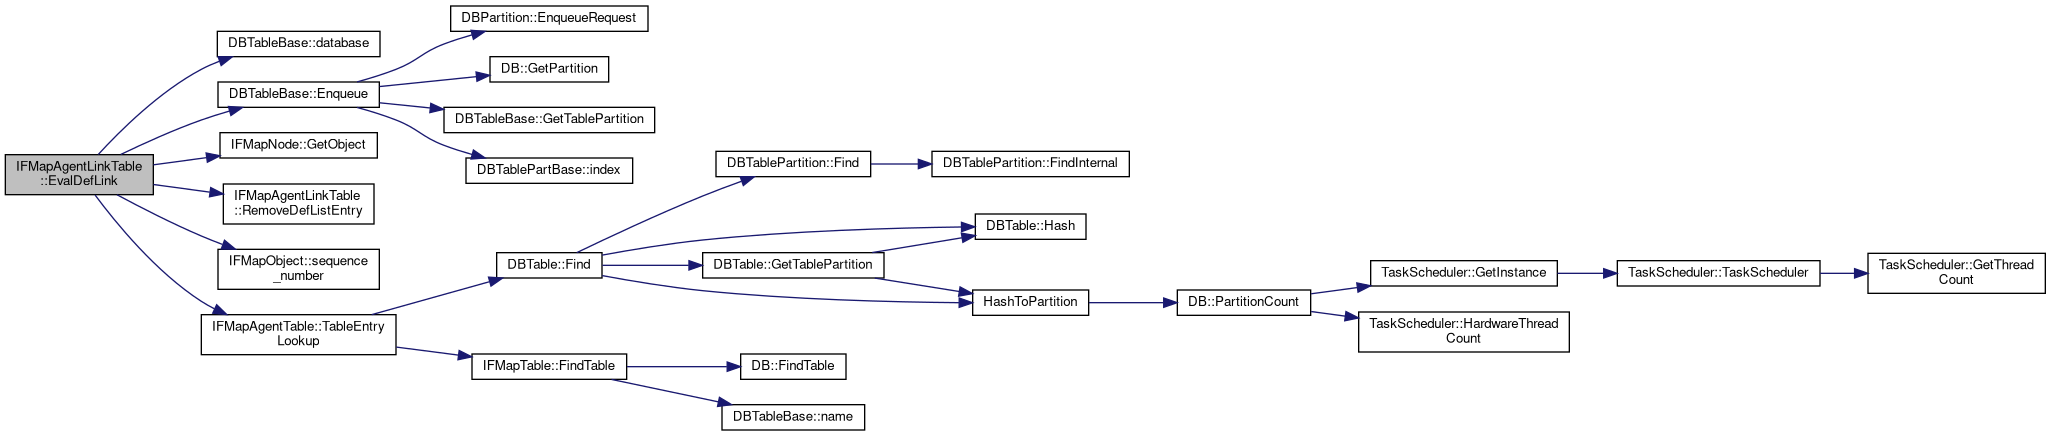 IFMapAgentLinkTable
::EvalDefLink
DBTableBase::database
DBTableBase::Enqueue
IFMapNode::GetObject
IFMapAgentLinkTable
::RemoveDefListEntry
IFMapObject::sequence
_number
IFMapAgentTable::TableEntry
Lookup
DBPartition::EnqueueRequest
DB::GetPartition
DBTableBase::GetTablePartition
DBTablePartBase::index
DBTable::Find
IFMapTable::FindTable
DBTablePartition::Find
DBTable::GetTablePartition
DB::FindTable
DBTableBase::name
DBTablePartition::FindInternal
DBTable::Hash
HashToPartition
DB::PartitionCount
TaskScheduler::GetInstance
TaskScheduler::HardwareThread
Count
TaskScheduler::TaskScheduler
TaskScheduler::GetThread
Count